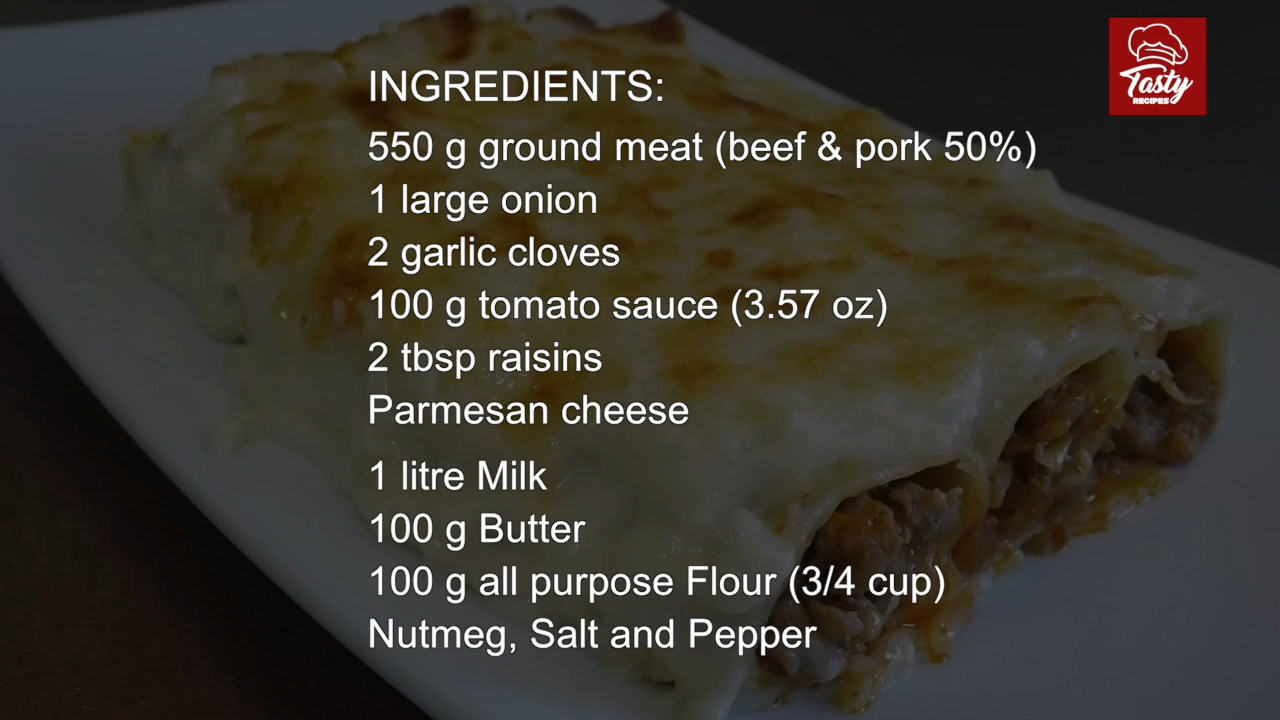 Tasty
RECIPES
INGREDIENTS:
550 g ground meat (beef & pork 50%)
1 large onion
2 garlic cloves
100 g tomato sauce (3.57 oz)
2 tbsp raisins
Parmesan cheese
1 litre Milk
100 g Butter
100 g all purpose Flour (3/4 cup)
Nutmeg, Salt and Pepper